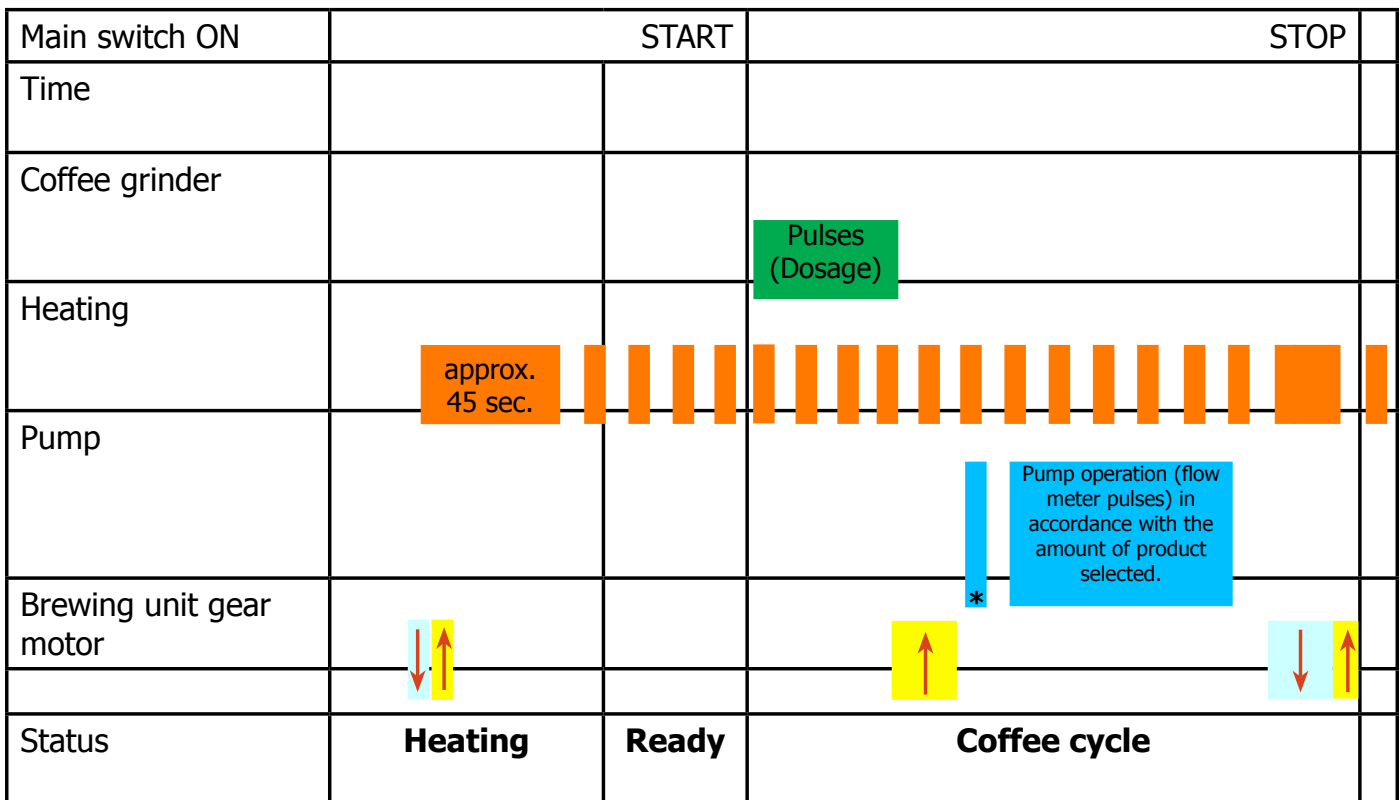 Main switch ON
START
STOP
Time
Coffee grinder
Pulses
(Dosage)
Heating
approx.
45 sec.
Pump
Pump operation (flow
meter pulses) in
accordance with the
amount of product
selected.
*
Brewing unit gear
motor
Status
Heating
Ready
Coffee cycle